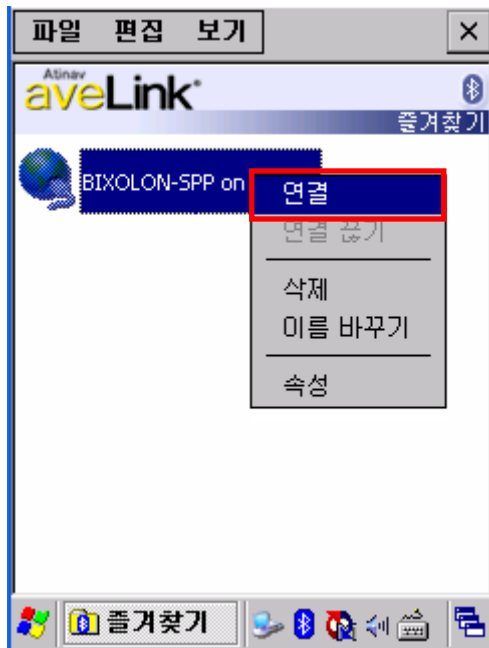 파일 편집 보기
Atinav
aveLink
즐겨찾기
BIXOLON-SPP on
연결
연결 끊기
삭제
이름 바꾸기
속성
즐겨찾기